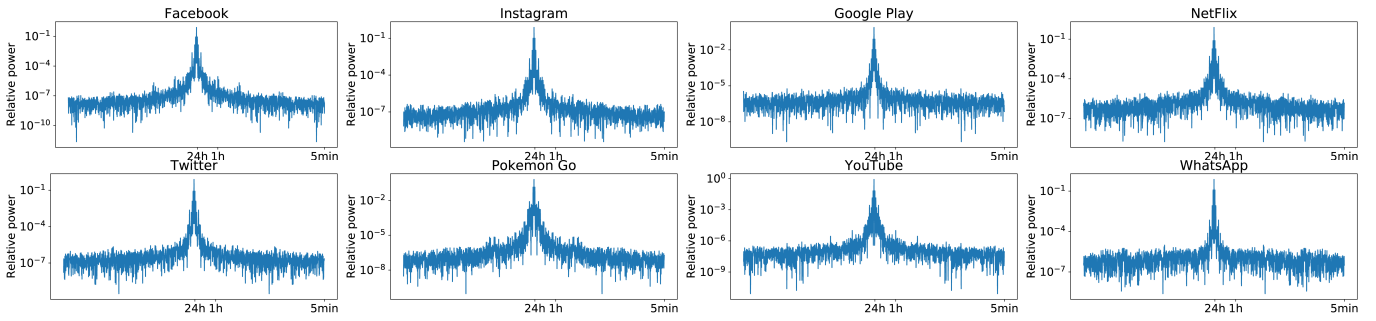 Facebook
Relative power
10⁻¹
10⁻⁴
10⁻⁷
10⁻¹⁰
24h 1h
5min
Instagram
Relative power
10⁻¹
10⁻⁴
10⁻⁷
24h 1h
5min
Google Play
Relative power
10⁻²
10⁻⁵
10⁻⁸
24h 1h
5min
NetFlix
Relative power
10⁻¹
10⁻⁴
10⁻⁷
24h 1h
5min
Twitter
Relative power
10⁻¹
10⁻⁴
10⁻⁷
24h 1h
5min
Pokemon Go
Relative power
10⁻²
10⁻⁵
10⁻⁸
24h 1h
5min
YouTube
Relative power
10⁰
10⁻³
10⁻⁶
10⁻⁹
24h 1h
5min
WhatsApp
Relative power
10⁻¹
10⁻⁴
10⁻⁷
24h 1h
5min